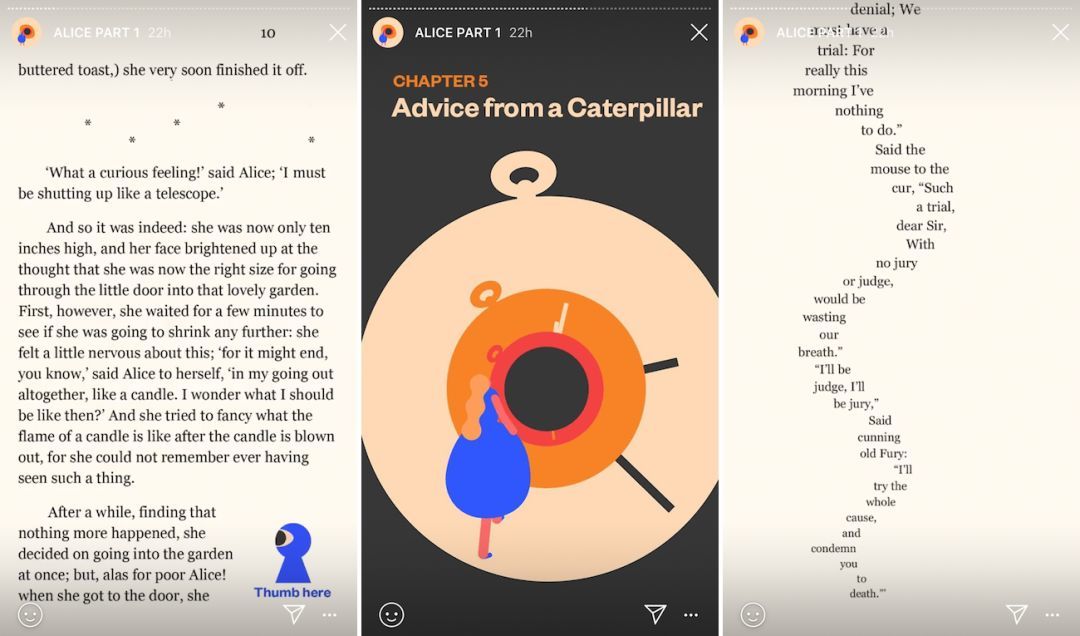 ALICE PART 1 22h
10
buttered toast,) she very soon finished it off.
*
* *
* *
‘What a curious feeling!’ said Alice; ‘I must
be shutting up like a telescope.’
And so it was indeed: she was now only ten
inches high, and her face brightened up at the
thought that she was now the right size for going
through the little door into that lovely garden.
First, however, she waited for a few minutes to
see if she was going to shrink any further: she
felt a little nervous about this; ‘for it might end,
you know,’ said Alice to herself, ‘in my going out
altogether, like a candle. I wonder what I should
be like then?’ And she tried to fancy what the
flame of a candle is like after the candle is blown
out, for she could not remember ever having
seen such a thing.
After a while, finding that
nothing more happened, she
decided on going into the garden
at once; but, alas for poor Alice!
when she got to the door, she
Thumb here
ALICE PART 1 22h
CHAPTER 5
Advice from a Caterpillar
denial; We
ALICE PART 1
must have a
trial: For
really this
morning I’ve
nothing
to do.”
Said the
mouse to the
cur, “Such
a trial,
dear Sir,
With
no jury
or judge,
would be
wasting
our
breath.”
“I’ll be
judge, I’ll
be jury,”
Said
cunning
old Fury:
“I’ll
try the
whole
cause,
and
condemn
you
to
death.”’